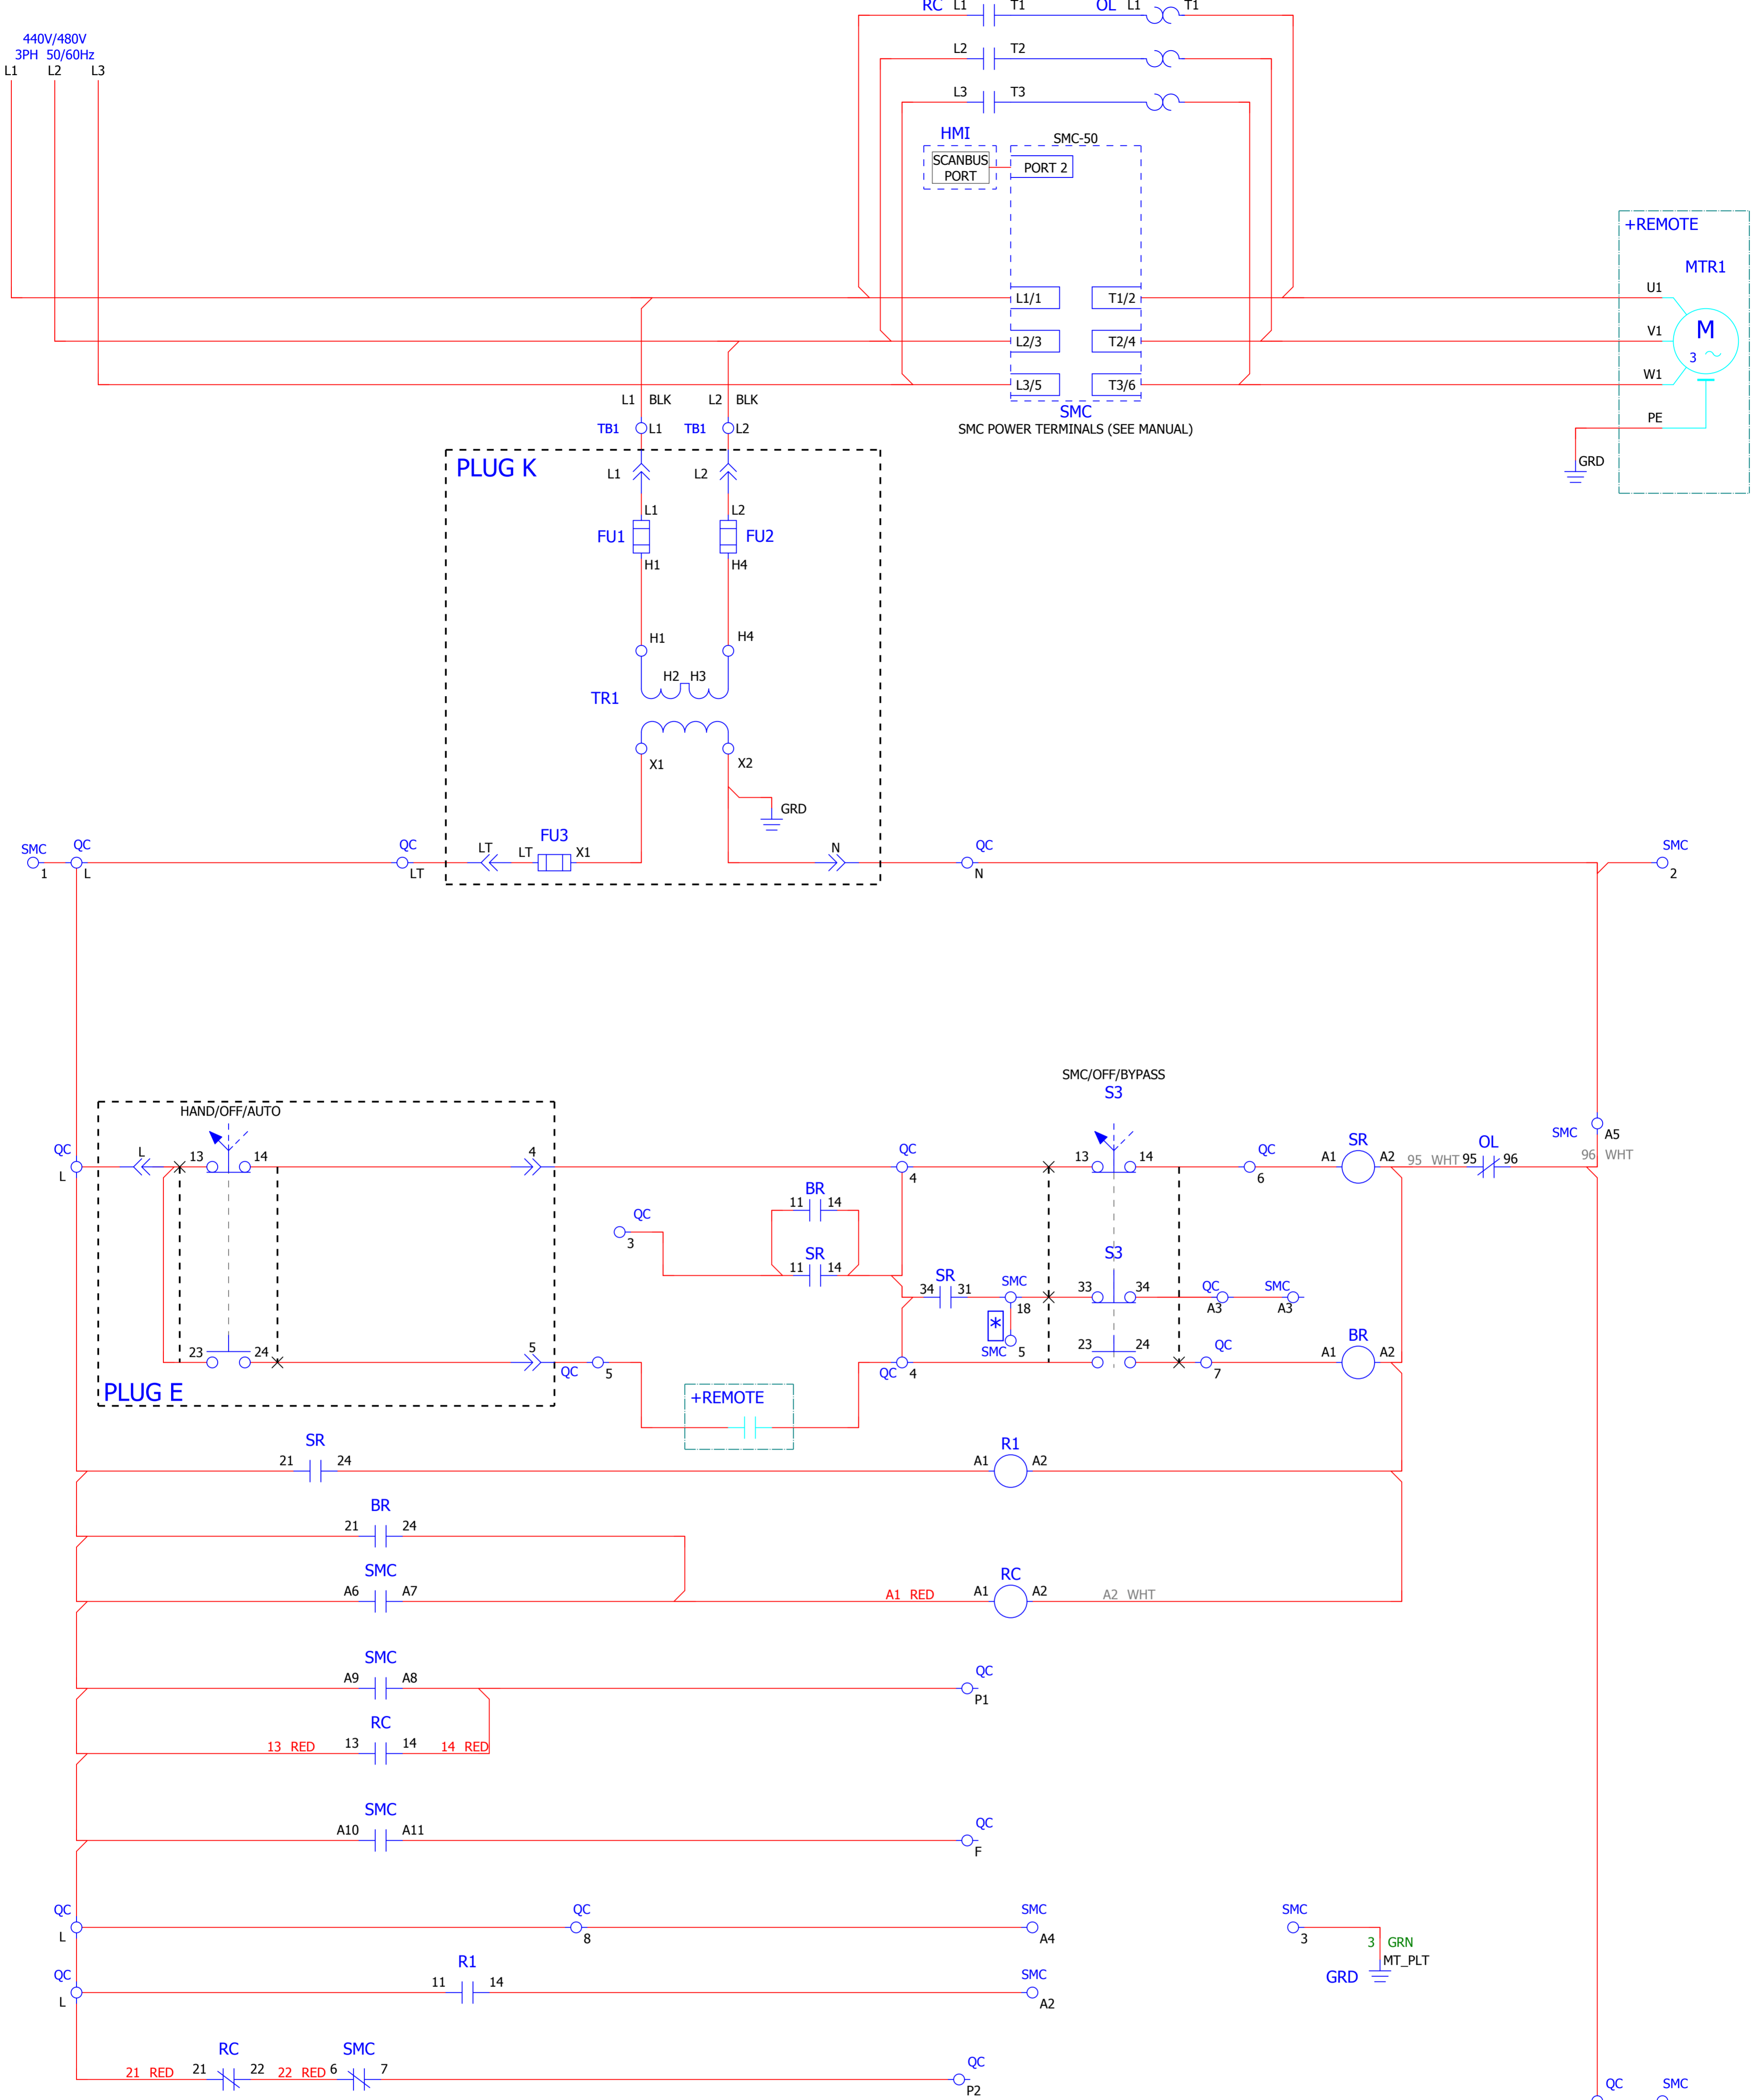 RC L1 T1 OL L1 T1
440V/480V
3PH 50/60Hz
L1 L2 L3
L2 T2
L3 T3
HMI
SMC-50
SCANBUS
PORT
PORT 2
+REMOTE
MTR1
U1
L1/1 T1/2
M
3
V1
L2/3 T2/4
W1
L3/5 T3/6
L1 BLK L2 BLK
SMC
SMC POWER TERMINALS (SEE MANUAL)
PE
TB1 L1 TB1 L2
GRD
PLUG K
L1 L2
L1 L2
FU1 FU2
H1 H4
H1 H4
H2 H3
TR1
X1 X2
GRD
SMC QC QC FU3 QC SMC
LT LT X1 N
1 L LT N 2
SMC/OFF/BYPASS
S3
HAND/OFF/AUTO
QC L 13 14 4 QC 13 14 QC SR OL SMC A5
A1 A2 95 WHT 95 96 96 WHT
L 4 6
BR
11 14
QC
3
SR
11 14
S3
SR
34 31 SMC 33 34 QC SMC
18 A3 A3
*
SMC 5
23 24 5 23 24 QC BR
A1 A2
QC 5 QC 4 7
PLUG E
+REMOTE
SR
21 24
R1
A1 A2
BR
21 24
SMC
A6 A7
A1 RED
RC
A1 A2
A2 WHT
SMC
A9 A8
QC
P1
RC
13 RED 13 14 14 RED
SMC
A10 A11
QC
F
QC QC SMC SMC
L 8 A4 3
3 GRN
MT_PLT
GRD
QC R1 SMC
11 14
L A2
RC SMC
21 RED 21 22 22 RED 6 7
QC
P2
QC SMC